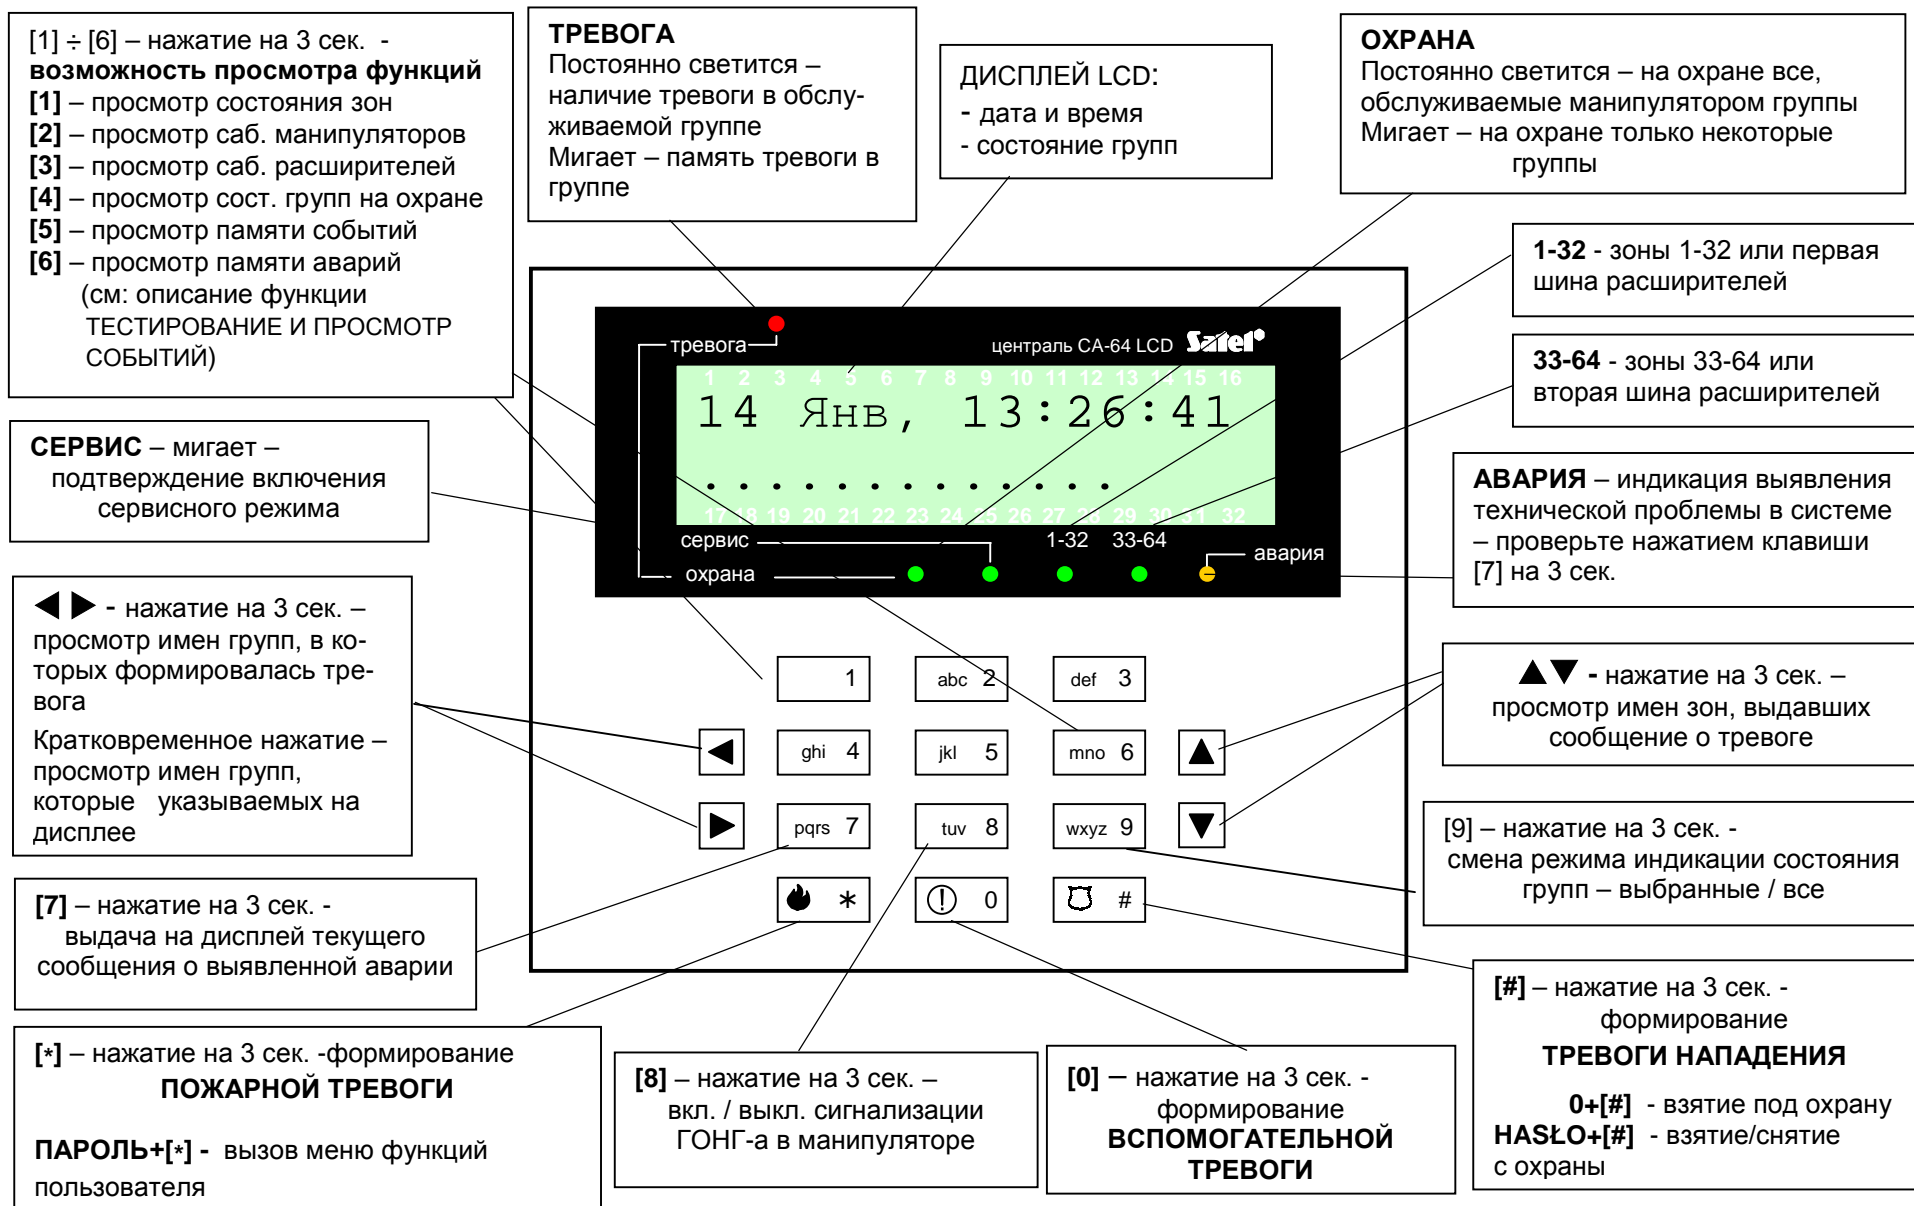 [1] ÷ [6] – нажатие на 3 сек. -
возможность просмотра функций
[1] – просмотр состояния зон
[2] – просмотр саб. манипуляторов
[3] – просмотр саб. расширителей
[4] – просмотр сост. групп на охране
[5] – просмотр памяти событий
[6] – просмотр памяти аварий
(см: описание функции
ТЕСТИРОВАНИЕ И ПРОСМОТР
СОБЫТИЙ)
ТРЕВОГА
Постоянно светится –
наличие тревоги в обслу-
живаемой группе
Мигает – память тревоги в
группе
ДИСПЛЕЙ LCD:
- дата и время
- состояние групп
ОХРАНА
Постоянно светится – на охране все,
обслуживаемые манипулятором группы
Мигает – на охране только некоторые
группы
1-32 - зоны 1-32 или первая
шина расширителей
33-64 - зоны 33-64 или
вторая шина расширителей
СЕРВИС – мигает –
подтверждение включения
сервисного режима
АВАРИЯ – индикация выявления
технической проблемы в системе
– проверьте нажатием клавиши
[7] на 3 сек.
тревога
централь CA-64 LCD Satel
1 2 3 4 5 6 7 8 9 10 11 12 13 14 15 16
14 Янв, 13:26:41
. . . . . . . . . . . . .
17 18 19 20 21 22 23 24 25 26 27 28 29 30 31 32
сервис 1-32 33-64
авария
охрана
◀ ▶ - нажатие на 3 сек. –
просмотр имен групп, в ко-
торых формировалась тре-
вога
Кратковременное нажатие –
просмотр имен групп,
которые указываемых на
дисплее
▲▼ - нажатие на 3 сек. –
просмотр имен зон, выдавших
сообщение о тревоге
1 abc 2 def 3
◀ ghi 4 jkl 5 mno 6 ▲
▶ pqrs 7 tuv 8 wxyz 9 ▼
* 0 #
[9] – нажатие на 3 сек. -
смена режима индикации состояния
групп – выбранные / все
[7] – нажатие на 3 сек. -
выдача на дисплей текущего
сообщения о выявленной аварии
[*] – нажатие на 3 сек. -формирование
ПОЖАРНОЙ ТРЕВОГИ
ПАРОЛЬ+[*] - вызов меню функций
пользователя
[8] – нажатие на 3 сек. –
вкл. / выкл. сигнализации
ГОНГ-а в манипуляторе
[0] – нажатие на 3 сек. -
формирование
ВСПОМОГАТЕЛЬНОЙ
ТРЕВОГИ
[#] – нажатие на 3 сек. -
формирование
ТРЕВОГИ НАПАДЕНИЯ
0+[#] - взятие под охрану
HASŁO+[#] - взятие/снятие
с охраны